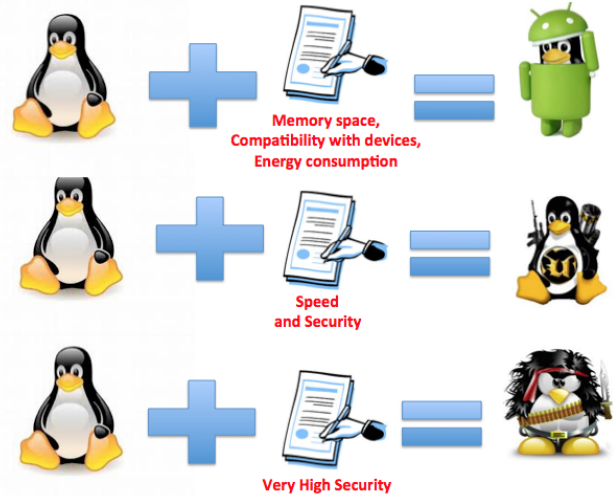 Memory space,
Compatibility with devices,
Energy consumption
Speed
and Security
Very High Security